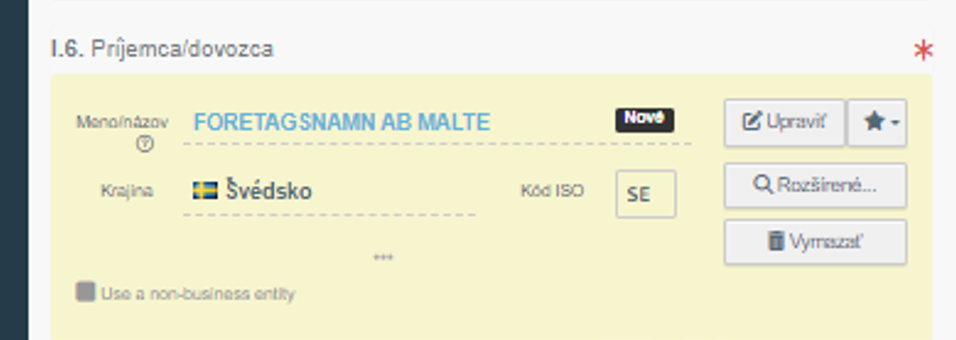 I.6. Príjemca/dovozca *
Meno/názov FORETAGSNAMN AB MALTE Nové Upraviť
Krajina Švédsko Kód ISO SE Rozšírené...
Vymazať
...
Use a non-business entity